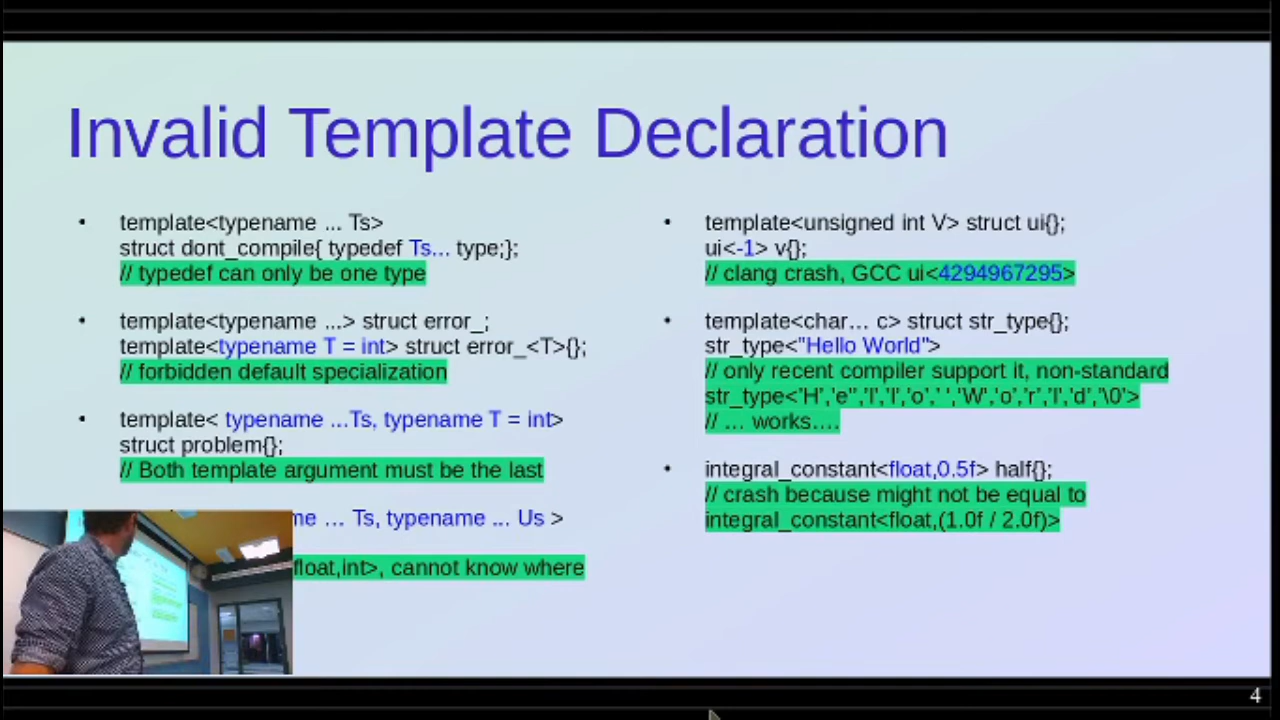 Invalid Template Declaration
• template<typename ... Ts>
struct dont_compile{ typedef Ts... type;};
// typedef can only be one type
• template<typename ...> struct error_;
template<typename T = int> struct error_<T>{};
// forbidden default specialization
• template< typename ...Ts, typename T = int>
struct problem{};
// Both template argument must be the last
me ... Ts, typename ... Us >
float,int>, cannot know where
• template<unsigned int V> struct ui{};
ui<-1> v{};
// clang crash, GCC ui<4294967295>
• template<char... c> struct str_type{};
str_type<"Hello World">
// only recent compiler support it, non-standard
str_type<'H','e'','l','l','o',' ','W','o','r','l','d','\0'>
// … works….
• integral_constant<float,0.5f> half{};
// crash because might not be equal to
integral_constant<float,(1.0f / 2.0f)>
4